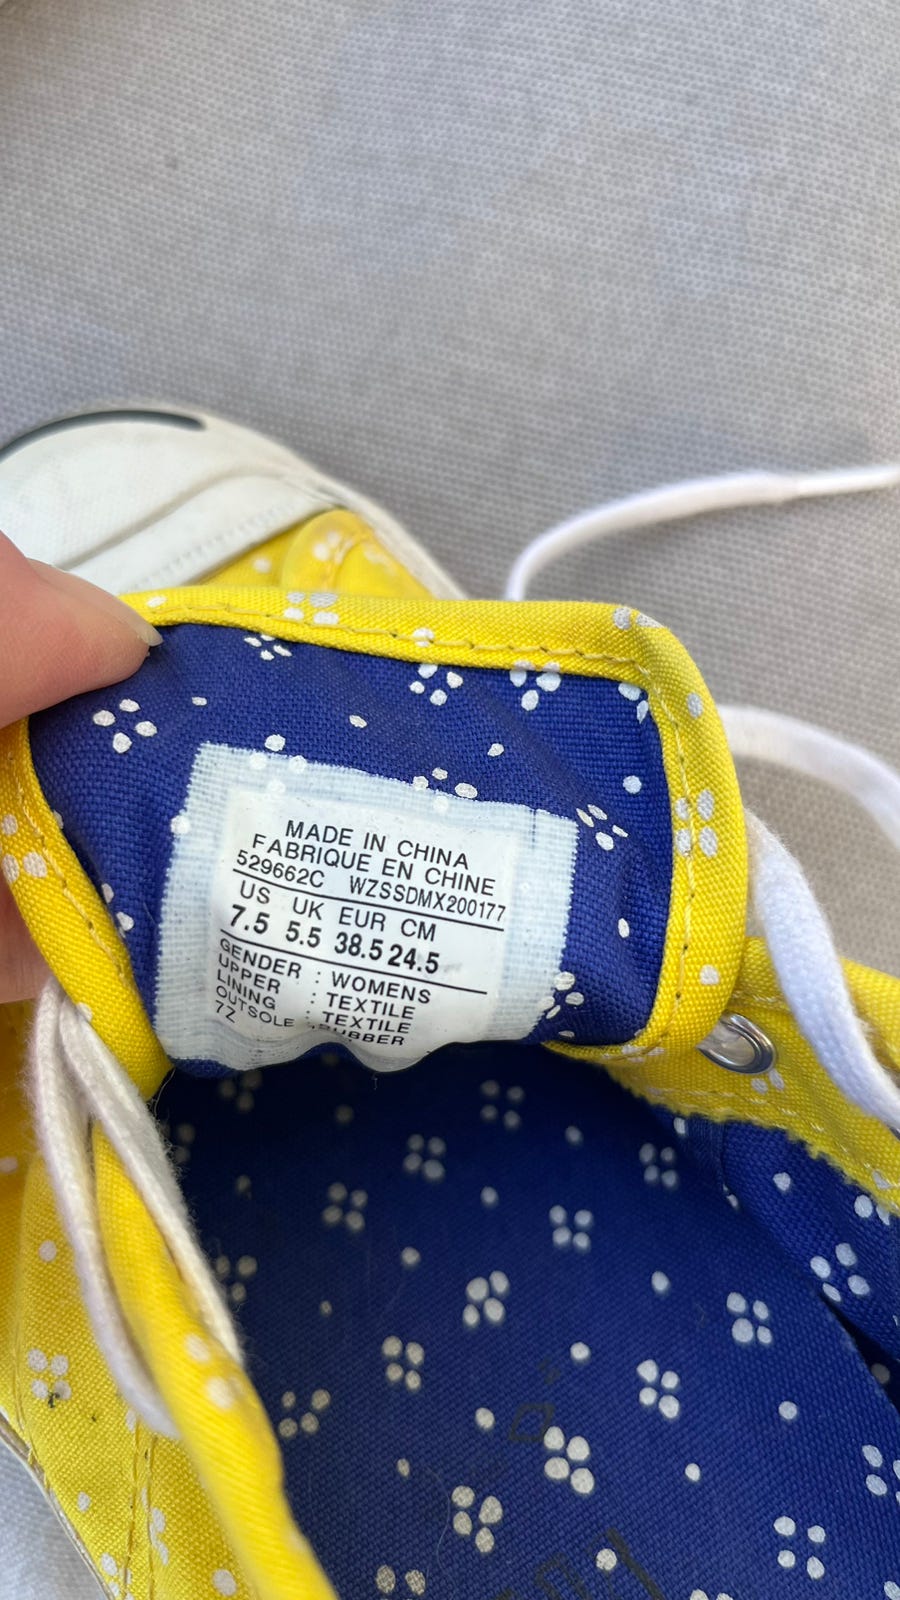 MADE IN CHINA
FABRIQUE EN CHINE
529662C WZSSDMX200177
US UK EUR CM
7.5 5.5 38.5 24.5
GENDER : WOMENS
UPPER : TEXTILE
LINING : TEXTILE
OUTSOLE : RUBBER
7Z